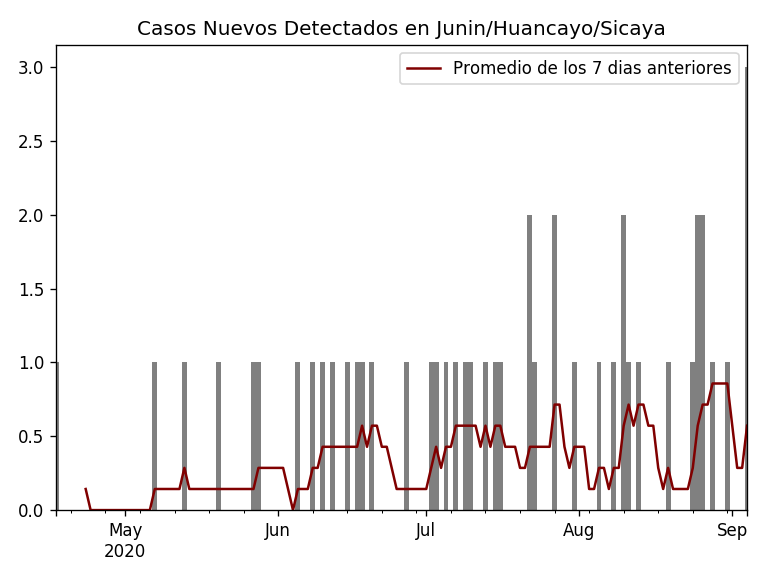 Casos Nuevos Detectados en Junin/Huancayo/Sicaya
Promedio de los 7 dias anteriores
3.0
2.5
2.0
1.5
1.0
0.5
0.0
May Jun Jul Aug Sep
2020